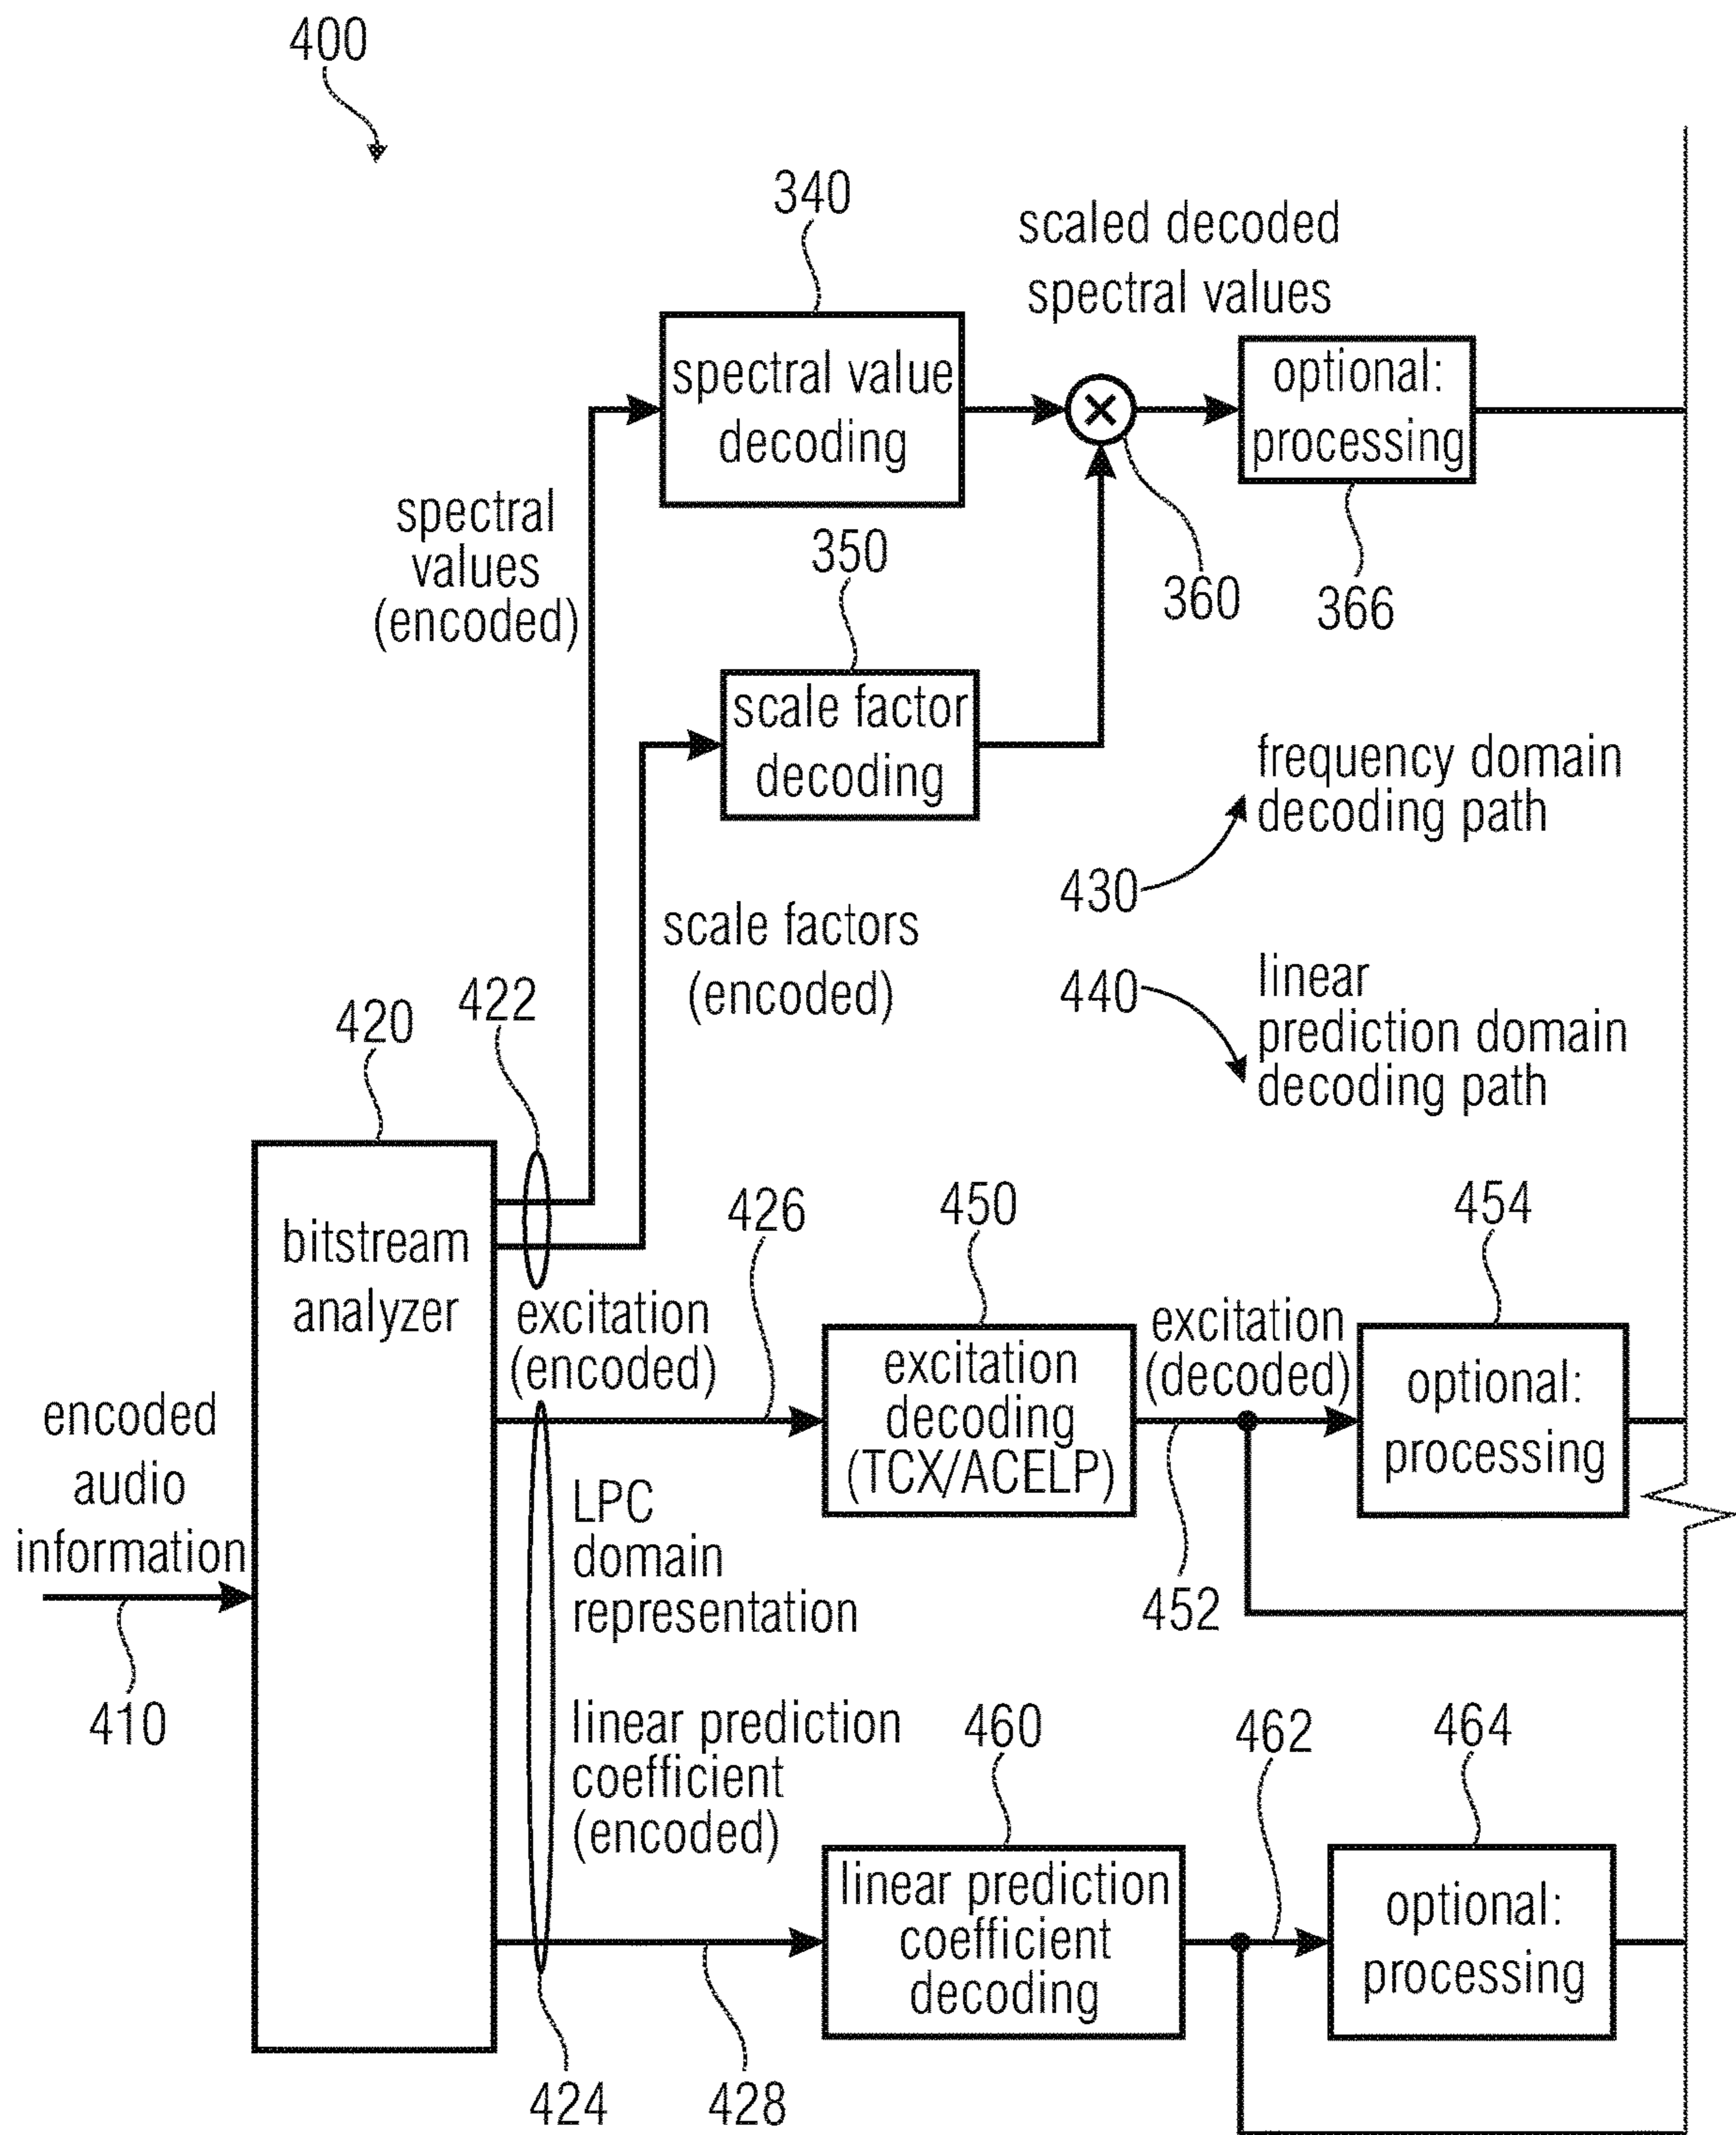 400
340
scaled decoded
spectral values
spectral value
decoding
optional:
processing
spectral
values
(encoded)
350
360
366
scale factor
decoding
frequency domain
decoding path
430
scale factors
(encoded)
440
linear
prediction domain
decoding path
420
422
bitstream
analyzer
426
450
454
excitation
(encoded)
excitation
decoding
(TCX/ACELP)
excitation
(decoded)
optional:
processing
encoded
audio
information
410
LPC
domain
representation
452
linear prediction
coefficient
(encoded)
460
462
464
linear prediction
coefficient
decoding
optional:
processing
424
428